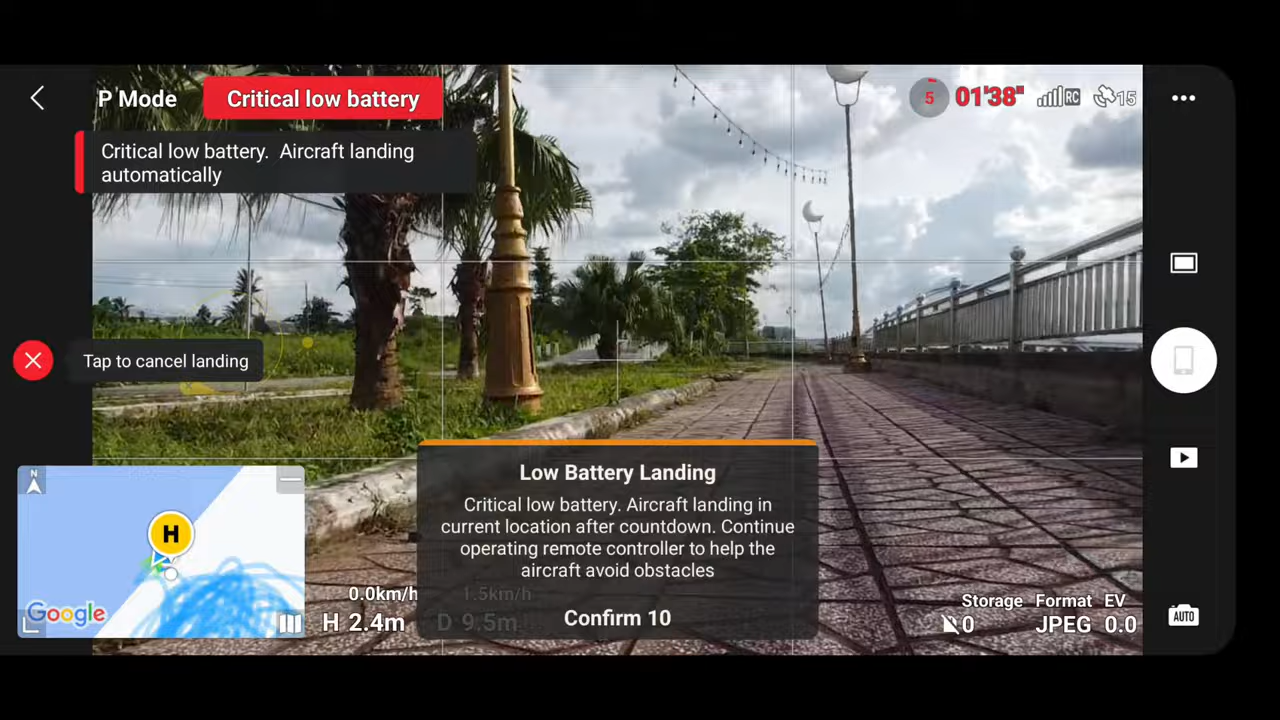 P Mode
Critical low battery
5
01'38"
RC
15
Critical low battery. Aircraft landing
automatically
Tap to cancel landing
N
H
Google
Low Battery Landing
Critical low battery. Aircraft landing in
current location after countdown. Continue
operating remote controller to help the
aircraft avoid obstacles
Confirm 10
0.0km/h
1.5km/h
H 2.4m
D 9.5m
Storage Format EV
0 JPEG 0.0
AUTO